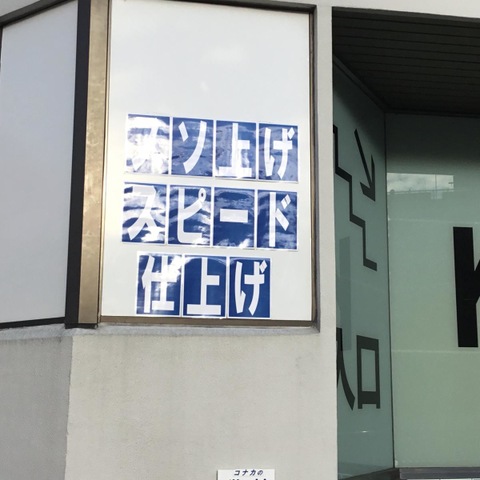 スソ上げ
スピード
仕上げ
入口
K
コナカの